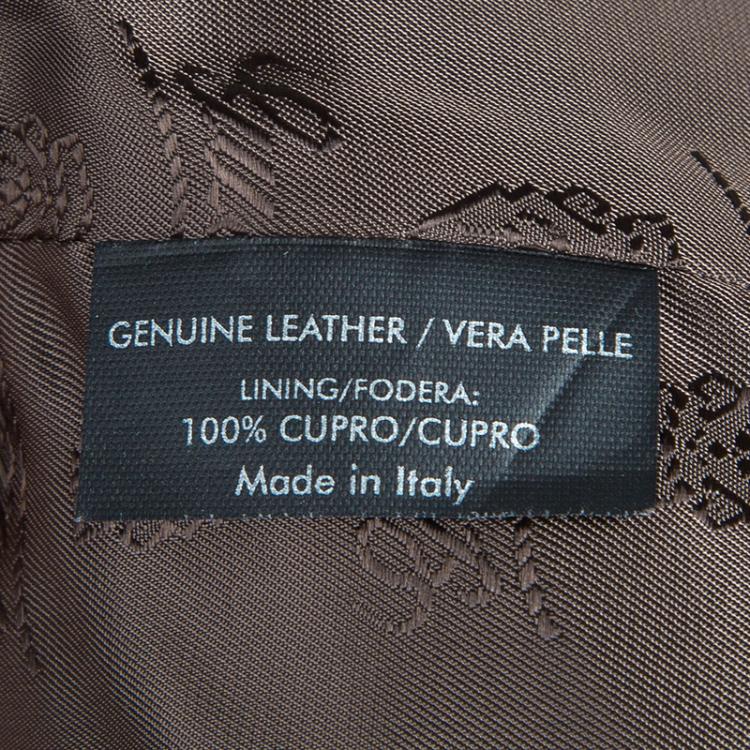 GENUINE LEATHER / VERA PELLE
LINING/FODERA:
100% CUPRO/CUPRO
Made in Italy